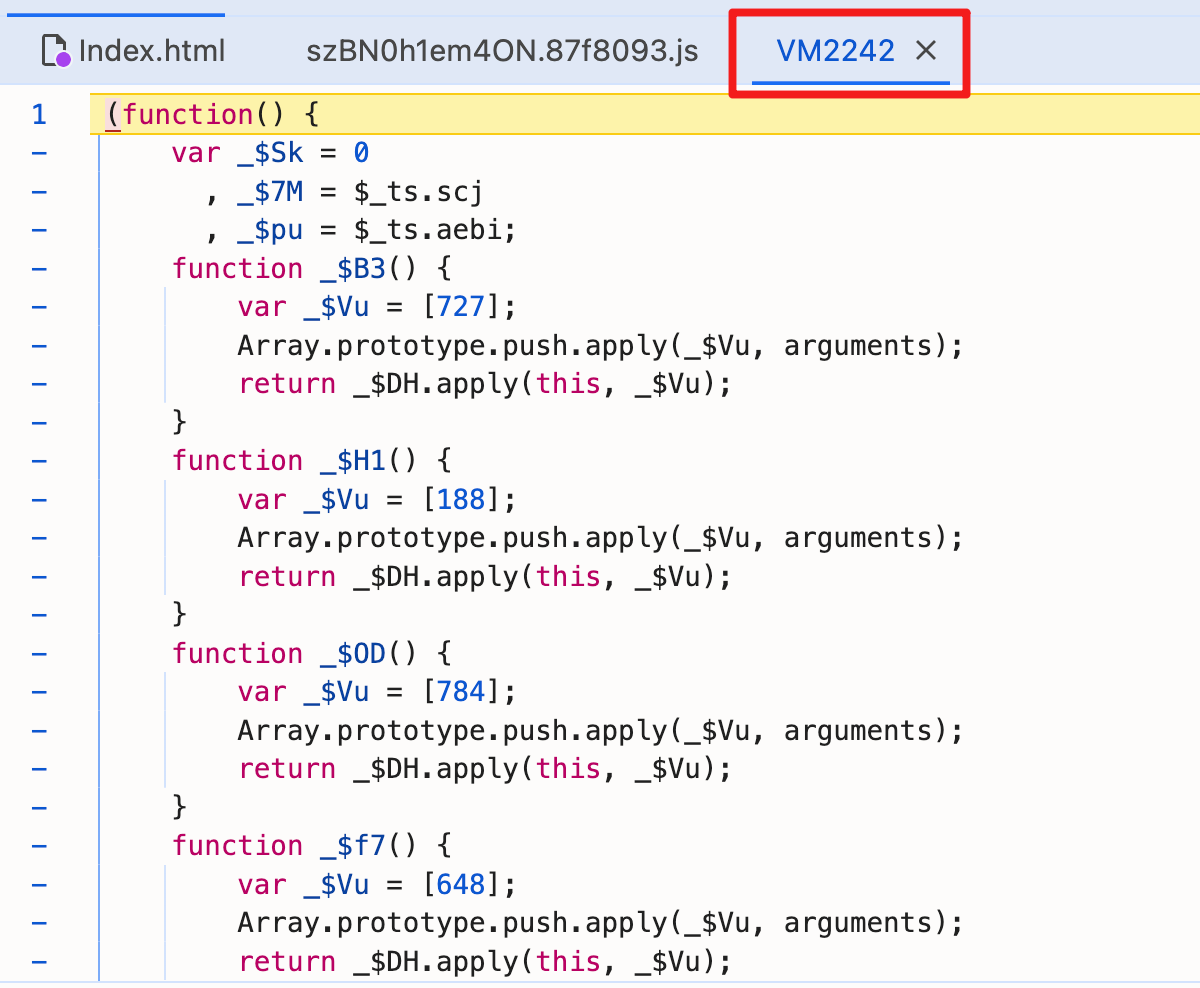 Index.html szBN0h1em4ON.87f8093.js VM2242 ×
1 (function() {
– var _$Sk = 0
– , _$7M = $_ts.scj
– , _$pu = $_ts.aebi;
– function _$B3() {
– var _$Vu = [727];
– Array.prototype.push.apply(_$Vu, arguments);
– return _$DH.apply(this, _$Vu);
– }
– function _$H1() {
– var _$Vu = [188];
– Array.prototype.push.apply(_$Vu, arguments);
– return _$DH.apply(this, _$Vu);
– }
– function _$OD() {
– var _$Vu = [784];
– Array.prototype.push.apply(_$Vu, arguments);
– return _$DH.apply(this, _$Vu);
– }
– function _$f7() {
– var _$Vu = [648];
– Array.prototype.push.apply(_$Vu, arguments);
– return _$DH.apply(this, _$Vu);